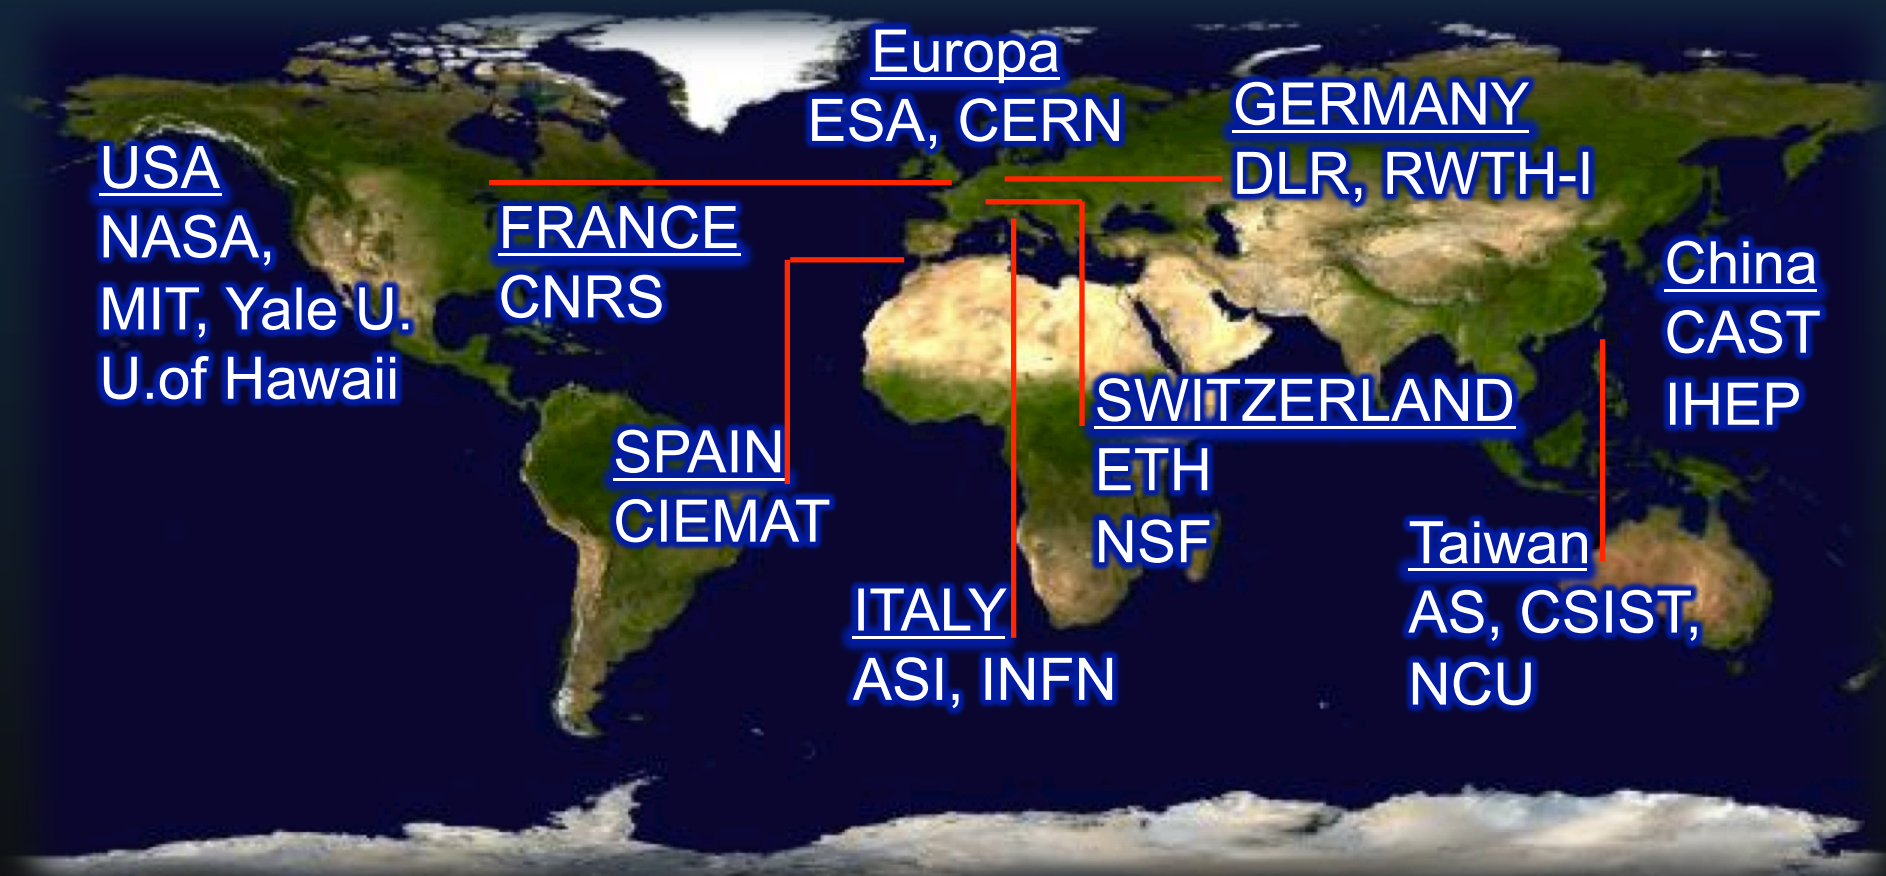 Europa
ESA, CERN
GERMANY
DLR, RWTH-I
USA
NASA,
MIT, Yale U.
U.of Hawaii
FRANCE
CNRS
China
CAST
IHEP
SPAIN
CIEMAT
SWITZERLAND
ETH
NSF
ITALY
ASI, INFN
Taiwan
AS, CSIST,
NCU